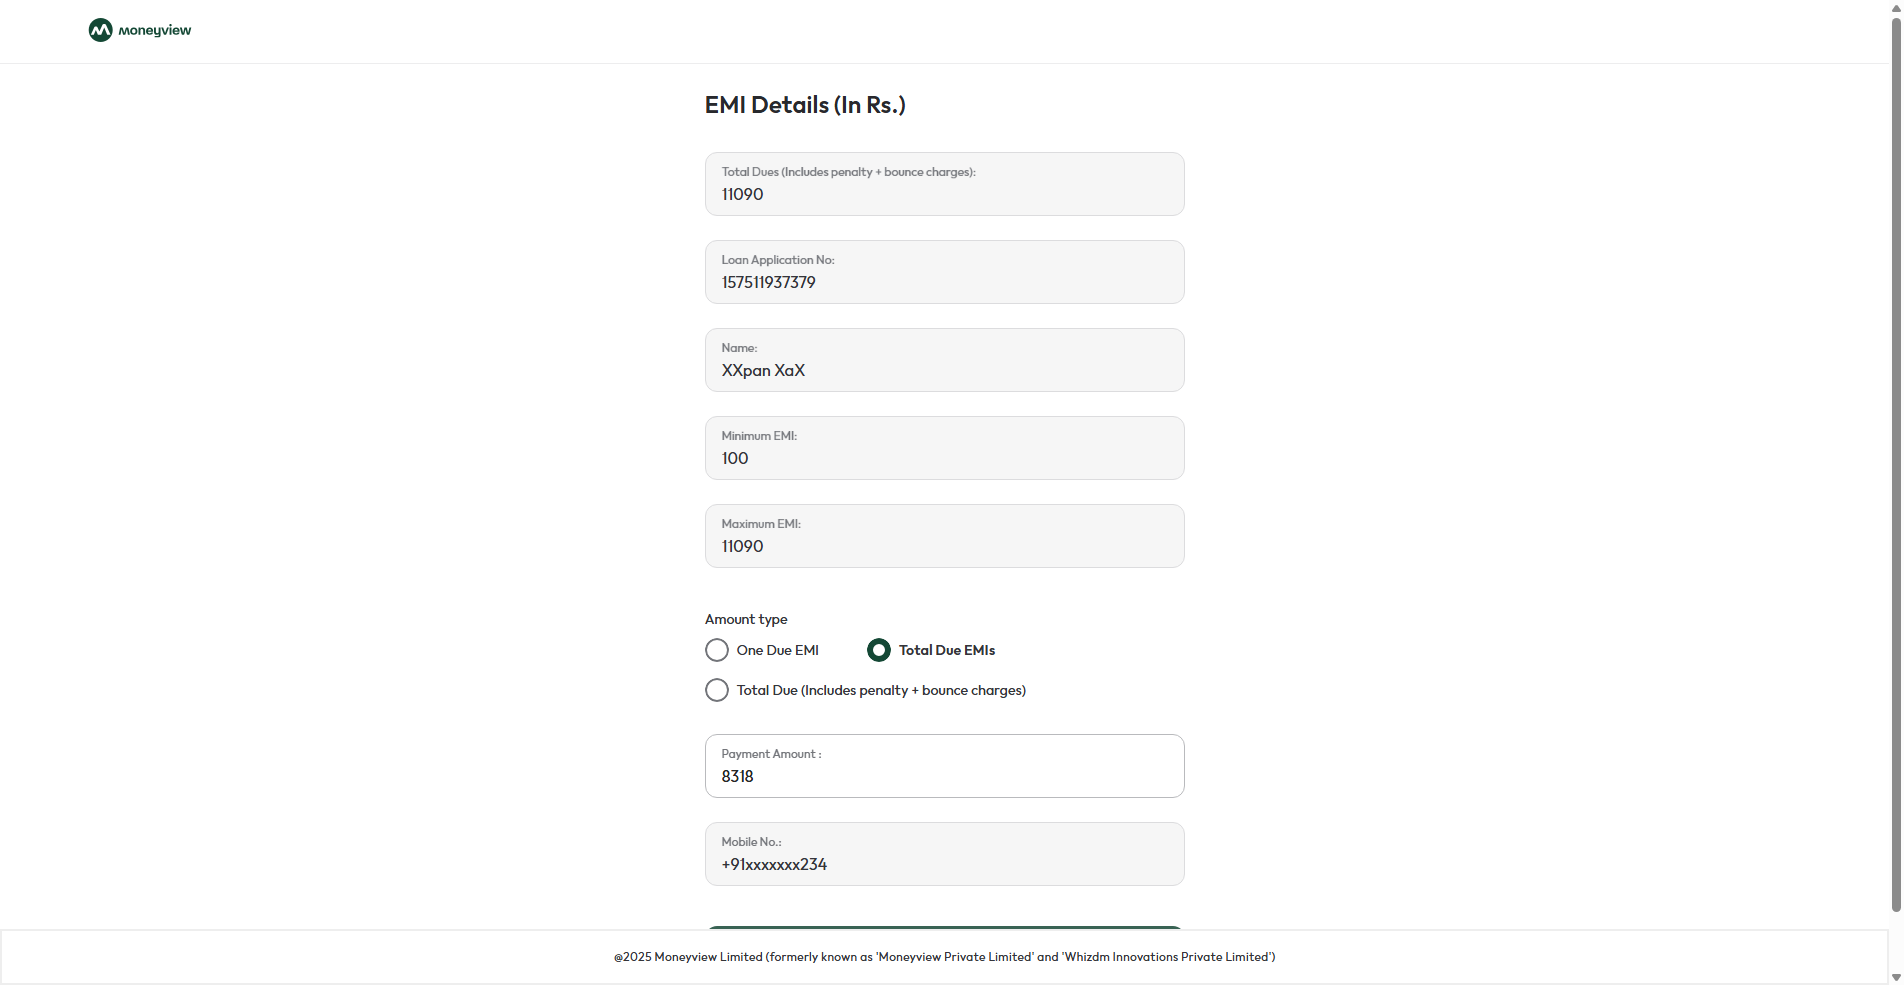 moneyview
EMI Details (In Rs.)
Total Dues (Includes penalty + bounce charges):
11090
Loan Application No:
157511937379
Name:
XXpan XaX
Minimum EMI:
100
Maximum EMI:
11090
Amount type
One Due EMI
Total Due EMIs
Total Due (Includes penalty + bounce charges)
Payment Amount :
8318
Mobile No.:
+91xxxxxxx234
@2025 Moneyview Limited (formerly known as 'Moneyview Private Limited' and 'Whizdm Innovations Private Limited')